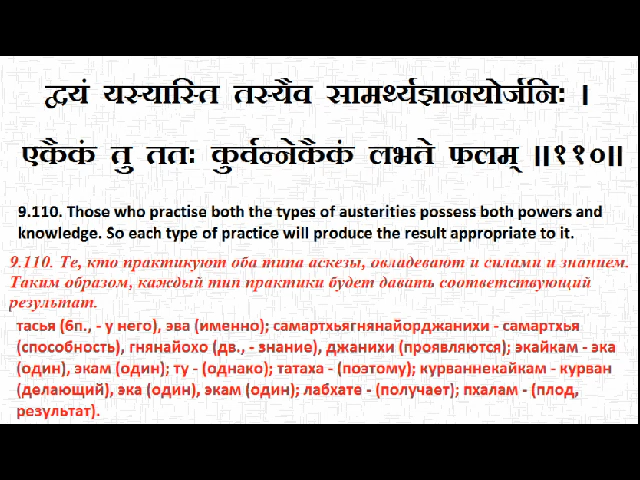 द्वयं यस्यास्ति तस्यैव सामर्थ्यज्ञानयोर्जनिः ।
एकैकं तु ततः कुर्वन्नेकैकं लभते फलम् ॥११०॥
9.110. Those who practise both the types of austerities possess both powers and
knowledge. So each type of practice will produce the result appropriate to it.
9.110. Те, кто практикуют оба типа аскезы, овладевают и силами и знанием.
Таким образом, каждый тип практики будет давать соответствующий
результат.
тасья (6п., - у него), эва (именно); самартхьягнянайорджанихи - самартхья
(способность), гнянайохо (дв., - знание), джанихи (проявляются); экайкам - эка
(один), экам (один); ту - (однако); татаха - (поэтому); курваннекайкам - курван
(делающий), эка (один), экам (один); лабхате - (получает); пхалам - (плод,
результат).